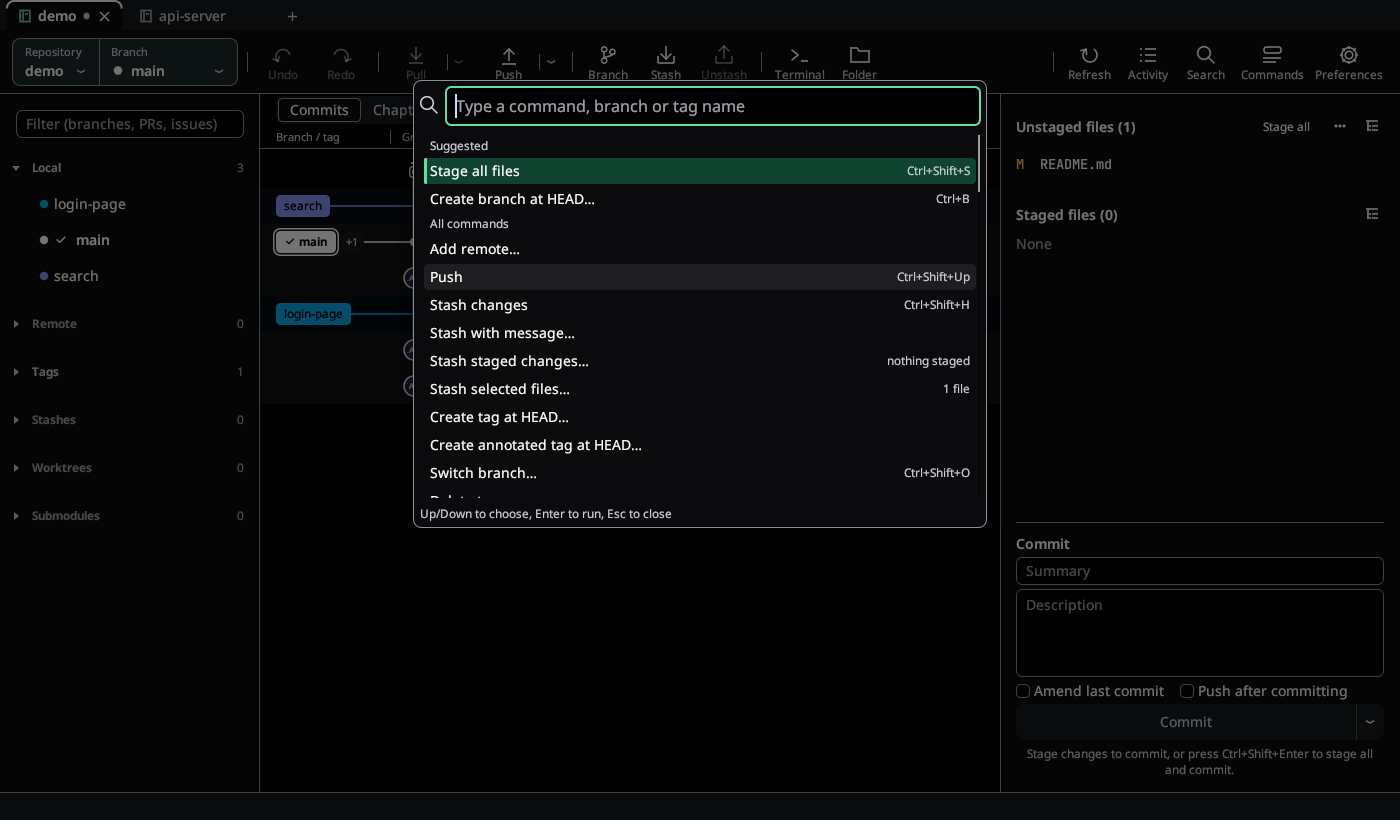 demo
api-server
Repository
demo
Branch
main
Undo
Redo
Pull
Push
Branch
Stash
Unstash
Terminal
Folder
Refresh
Activity
Search
Commands
Preferences
Filter (branches, PRs, issues)
Local 3
login-page
main
search
Remote 0
Tags 1
Stashes 0
Worktrees 0
Submodules 0
Commits
Branch / tag
search
main +1
login-page
Type a command, branch or tag name
Suggested
Stage all files Ctrl+Shift+S
Create branch at HEAD... Ctrl+B
All commands
Add remote...
Push Ctrl+Shift+Up
Stash changes Ctrl+Shift+H
Stash with message...
Stash staged changes... nothing staged
Stash selected files... 1 file
Create tag at HEAD...
Create annotated tag at HEAD...
Switch branch... Ctrl+Shift+O
Up/Down to choose, Enter to run, Esc to close
Unstaged files (1) Stage all
M README.md
Staged files (0)
None
Commit
Summary
Description
Amend last commit
Push after committing
Commit
Stage changes to commit, or press Ctrl+Shift+Enter to stage all
and commit.